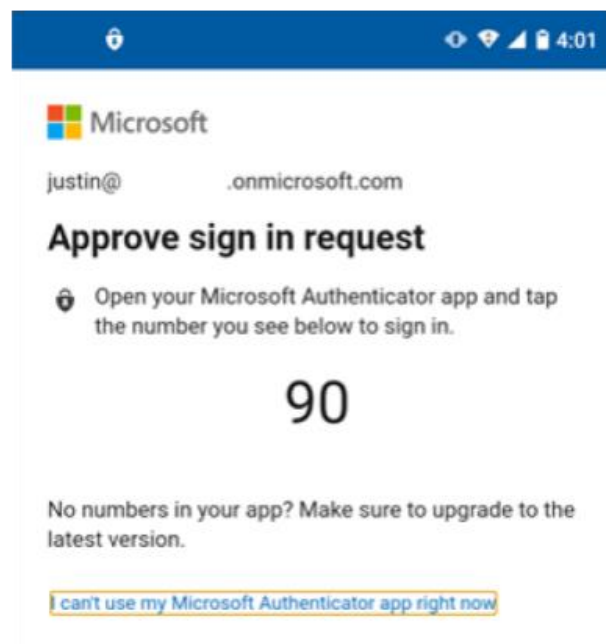 4:01
Microsoft
justin@ .onmicrosoft.com
Approve sign in request
Open your Microsoft Authenticator app and tap
the number you see below to sign in.
90
No numbers in your app? Make sure to upgrade to the
latest version.
I can't use my Microsoft Authenticator app right now